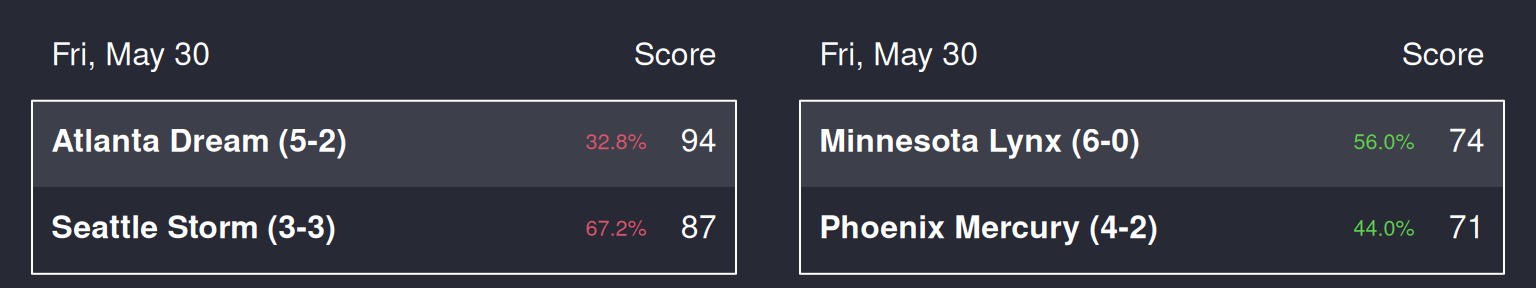 Fri, May 30 Score
Atlanta Dream (5-2) 32.8% 94
Seattle Storm (3-3) 67.2% 87
Fri, May 30 Score
Minnesota Lynx (6-0) 56.0% 74
Phoenix Mercury (4-2) 44.0% 71